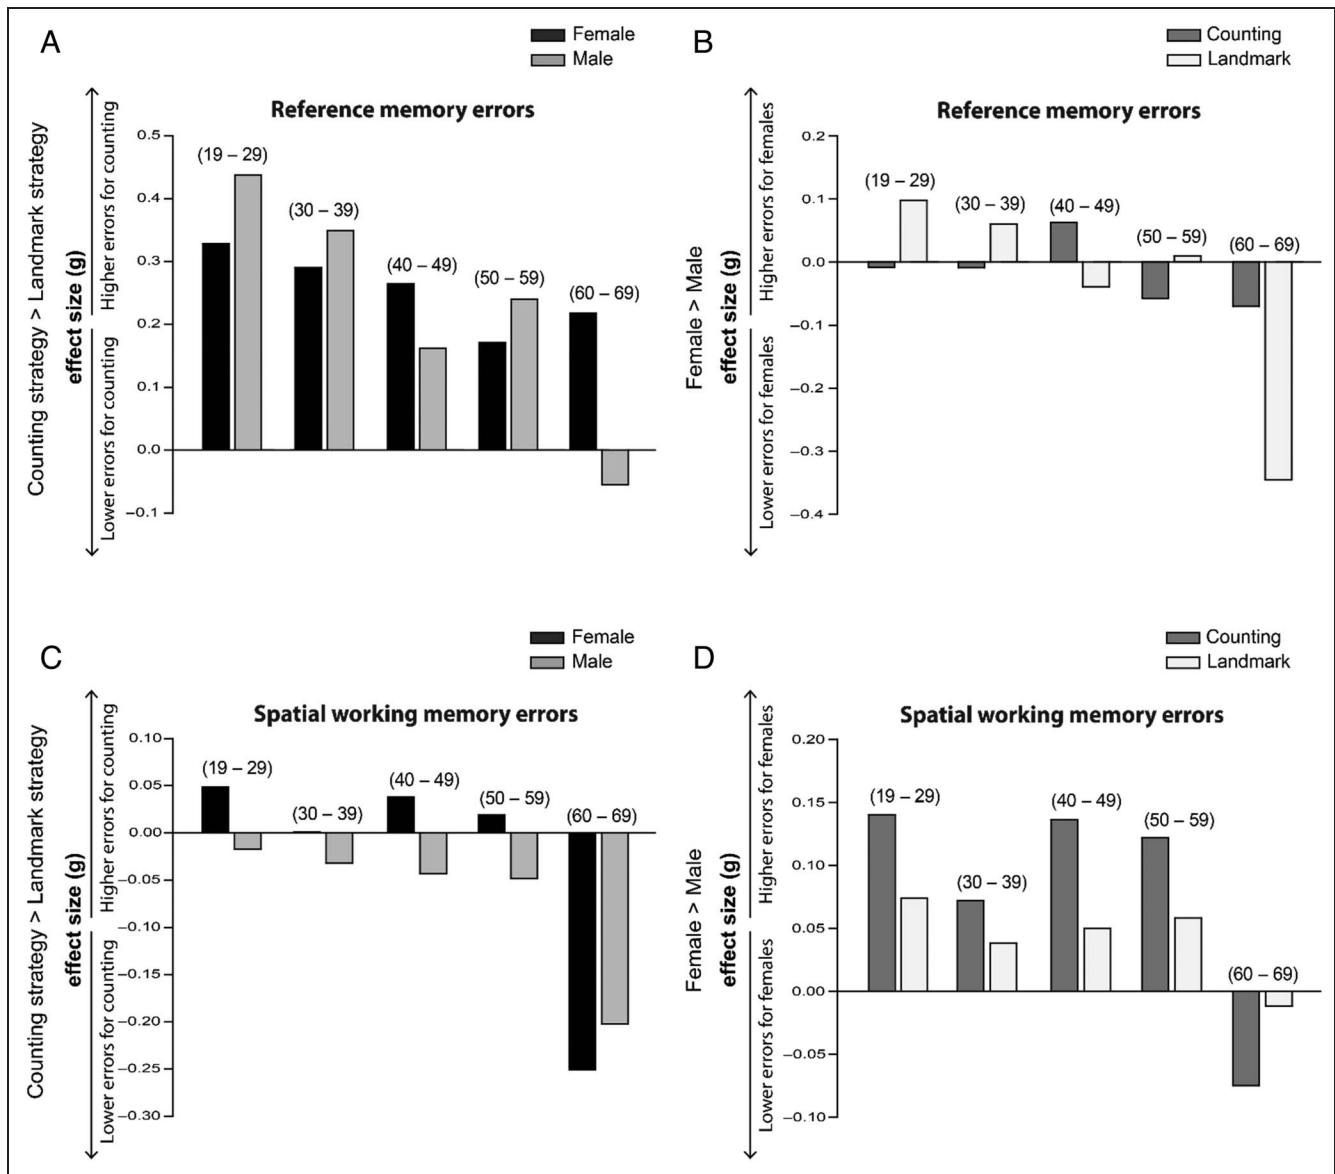 A
Female
Male
Reference memory errors
Counting strategy > Landmark strategy
effect size (g)
Higher errors for counting
Lower errors for counting
0.5
0.4
0.3
0.2
0.1
0.0
−0.1
(19 – 29)
(30 – 39)
(40 – 49)
(50 – 59)
(60 – 69)
B
Counting
Landmark
Reference memory errors
Female > Male
effect size (g)
Higher errors for females
Lower errors for females
0.2
0.1
0.0
−0.1
−0.2
−0.3
−0.4
(19 – 29)
(30 – 39)
(40 – 49)
(50 – 59)
(60 – 69)
C
Female
Male
Spatial working memory errors
Counting strategy > Landmark strategy
effect size (g)
Higher errors for counting
Lower errors for counting
0.10
0.05
0.00
−0.05
−0.10
−0.15
−0.20
−0.25
−0.30
(19 – 29)
(30 – 39)
(40 – 49)
(50 – 59)
(60 – 69)
D
Counting
Landmark
Spatial working memory errors
Female > Male
effect size (g)
Higher errors for females
Lower errors for females
0.20
0.15
0.10
0.05
0.00
−0.05
−0.10
(19 – 29)
(30 – 39)
(40 – 49)
(50 – 59)
(60 – 69)